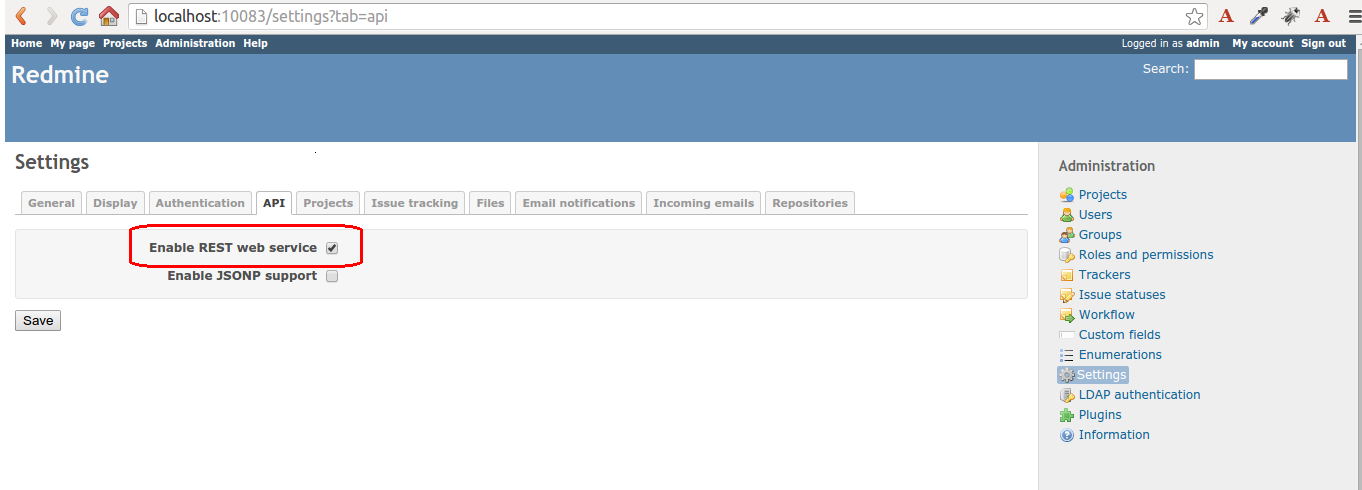 localhost:10083/settings?tab=api
A A
Home My page Projects Administration Help Logged in as admin My account Sign out
Redmine Search:
Settings
General Display Authentication API Projects Issue tracking Files Email notifications Incoming emails Repositories
Enable REST web service
Enable JSONP support
Save
Administration
Projects
Users
Groups
Roles and permissions
Trackers
Issue statuses
Workflow
Custom fields
Enumerations
Settings
LDAP authentication
Plugins
Information